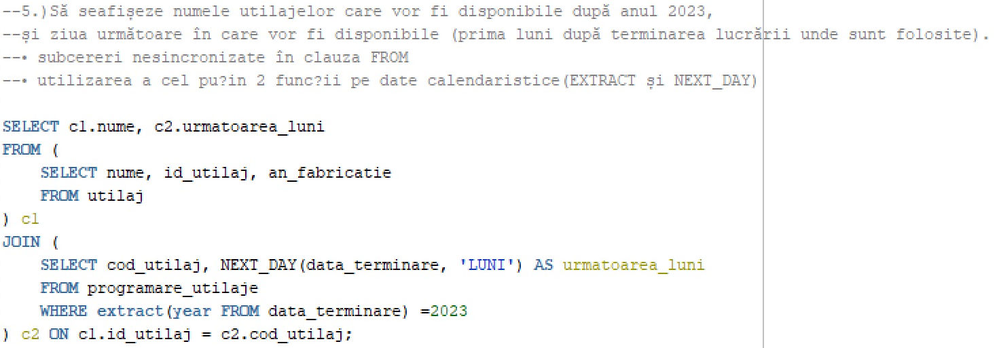 --5.)Să seafișeze numele utilajelor care vor fi disponibile după anul 2023,
--și ziua următoare în care vor fi disponibile (prima luni după terminarea lucrării unde sunt folosite).
--• subcereri nesincronizate în clauza FROM
--• utilizarea a cel pu?in 2 func?ii pe date calendaristice(EXTRACT și NEXT_DAY)
SELECT c1.nume, c2.urmatoarea_luni
FROM (
SELECT nume, id_utilaj, an_fabricatie
FROM utilaj
) c1
JOIN (
SELECT cod_utilaj, NEXT_DAY(data_terminare, 'LUNI') AS urmatoarea_luni
FROM programare_utilaje
WHERE extract(year FROM data_terminare) =2023
) c2 ON c1.id_utilaj = c2.cod_utilaj;